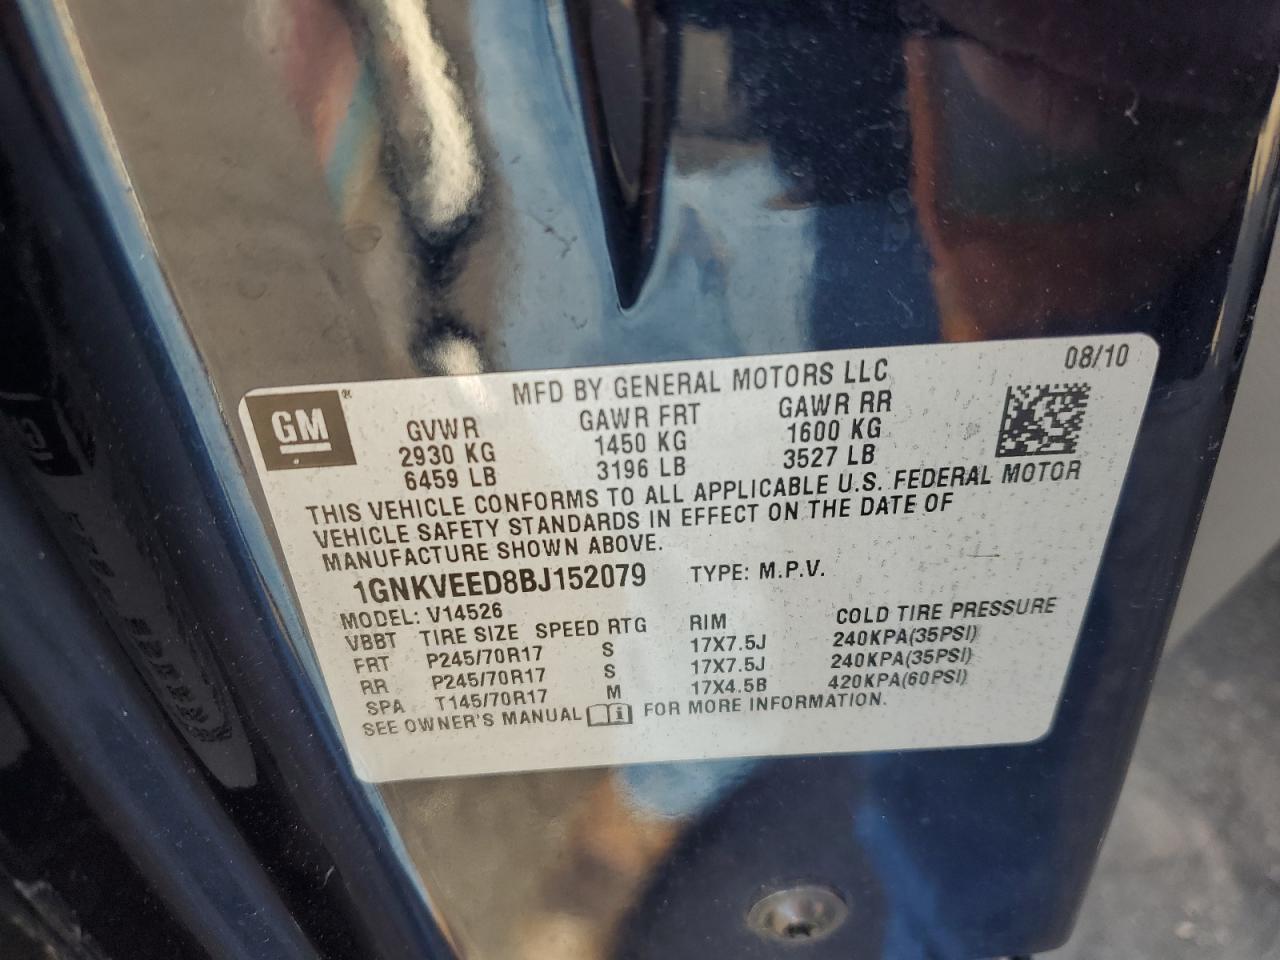 MFD BY GENERAL MOTORS LLC 08/10
GM®
GVWR GAWR FRT GAWR RR
2930 KG 1450 KG 1600 KG
6459 LB 3196 LB 3527 LB
THIS VEHICLE CONFORMS TO ALL APPLICABLE U.S. FEDERAL MOTOR
VEHICLE SAFETY STANDARDS IN EFFECT ON THE DATE OF
MANUFACTURE SHOWN ABOVE.
1GNKVEED8BJ152079 TYPE: M.P.V.
MODEL: V14526
VBBT TIRE SIZE SPEED RTG RIM COLD TIRE PRESSURE
FRT P245/70R17 S 17X7.5J 240KPA(35PSI)
RR P245/70R17 S 17X7.5J 240KPA(35PSI)
SPA T145/70R17 M 17X4.5B 420KPA(60PSI)
SEE OWNER'S MANUAL FOR MORE INFORMATION.